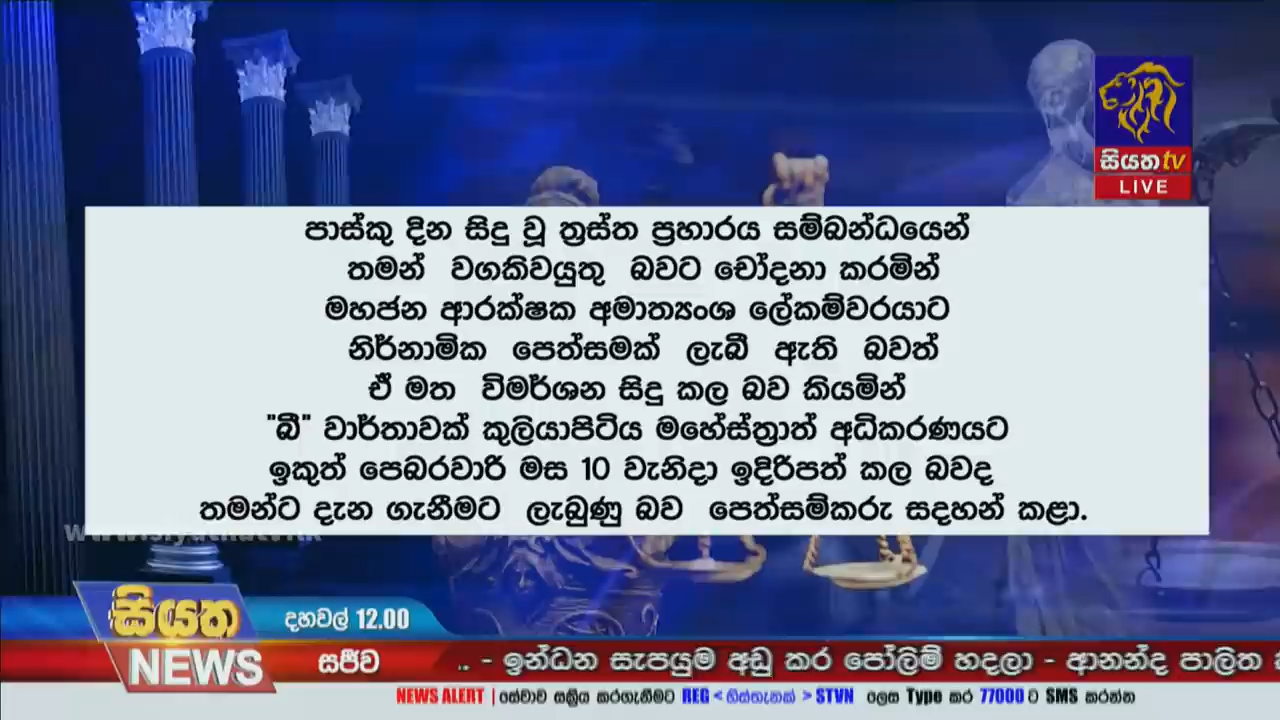 සියත tv
LIVE
පාස්කු දින සිදු වූ ත්‍රස්ත ප්‍රහාරය සම්බන්ධයෙන්
තමන් වගකිවයුතු බවට චෝදනා කරමින්
මහජන ආරක්ෂක අමාත්‍යංශ ලේකම්වරයාට
නිර්නාමික පෙත්සමක් ලැබී ඇති බවත්
ඒ මත විමර්ශන සිදු කල බව කියමින්
"බී" වාර්තාවක් කුලියාපිටිය මහේස්ත්‍රාත් අධිකරණයට
ඉකුත් පෙබරවාරි මස 10 වැනිදා ඉදිරිපත් කල බවද
තමන්ට දැන ගැනීමට ලැබුණු බව පෙත්සම්කරු සදහන් කළා.
සියත
NEWS
දහවල් 12.00
සජීව
.. - ඉන්ධන සැපයුම අඩු කර පෝලිම් හදලා - ආනන්ද පාලිත
NEWS ALERT | සේවාව සක්‍රිය කරගැනීමට REG < හිස්තැනක් > STVN ලෙස Type කර 77000 ට SMS කරන්න